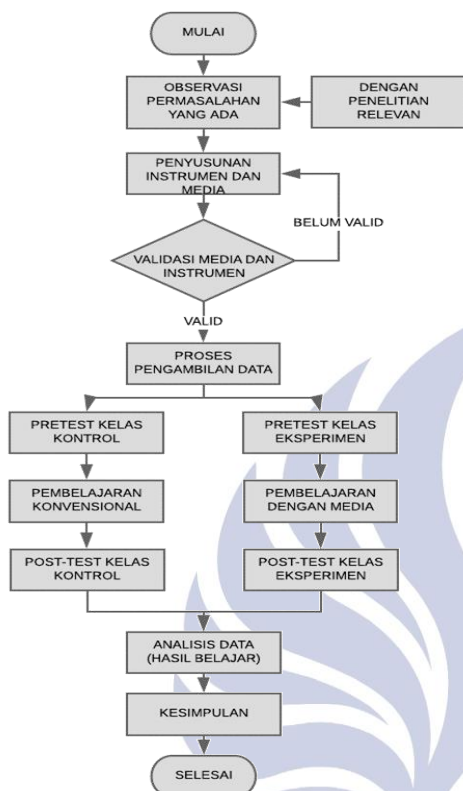 MULAI
OBSERVASI
PERMASALAHAN
YANG ADA
DENGAN
PENELITIAN
RELEVAN
PENYUSUNAN
INSTRUMEN DAN
MEDIA
BELUM VALID
VALIDASI MEDIA DAN
INSTRUMEN
VALID
PROSES
PENGAMBILAN DATA
PRETEST KELAS
KONTROL
PRETEST KELAS
EKSPERIMEN
PEMBELAJARAN
KONVENSIONAL
PEMBELAJARAN
DENGAN MEDIA
POST-TEST KELAS
KONTROL
POST-TEST KELAS
EKSPERIMEN
ANALISIS DATA
(HASIL BELAJAR)
KESIMPULAN
SELESAI